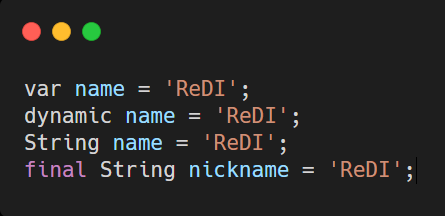 var name = 'ReDI';
dynamic name = 'ReDI';
String name = 'ReDI';
final String nickname = 'ReDI';